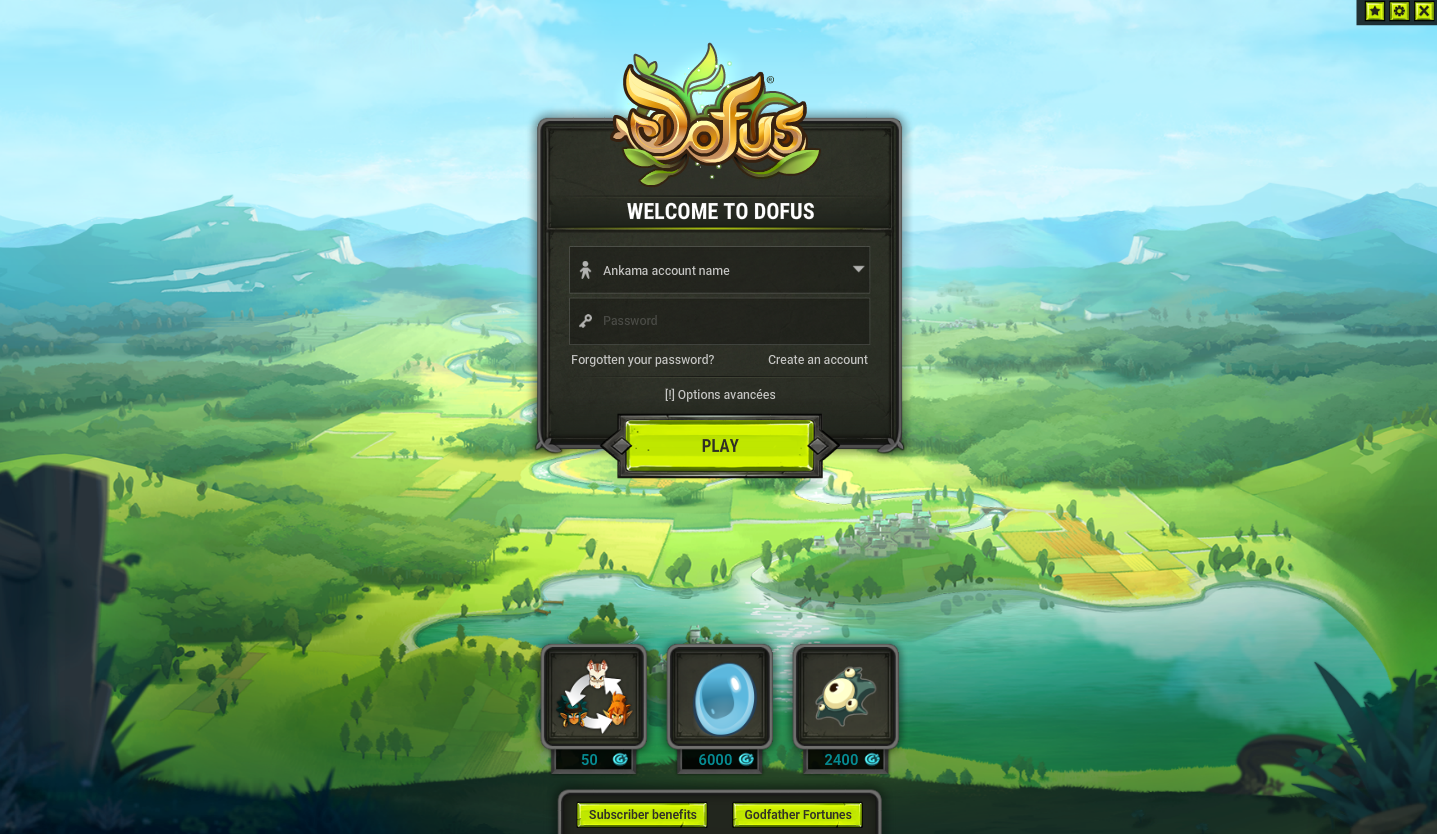 Dofus®
WELCOME TO DOFUS
Ankama account name
Password
Forgotten your password? Create an account
[!] Options avancées
PLAY
50 6000 2400
Subscriber benefits Godfather Fortunes